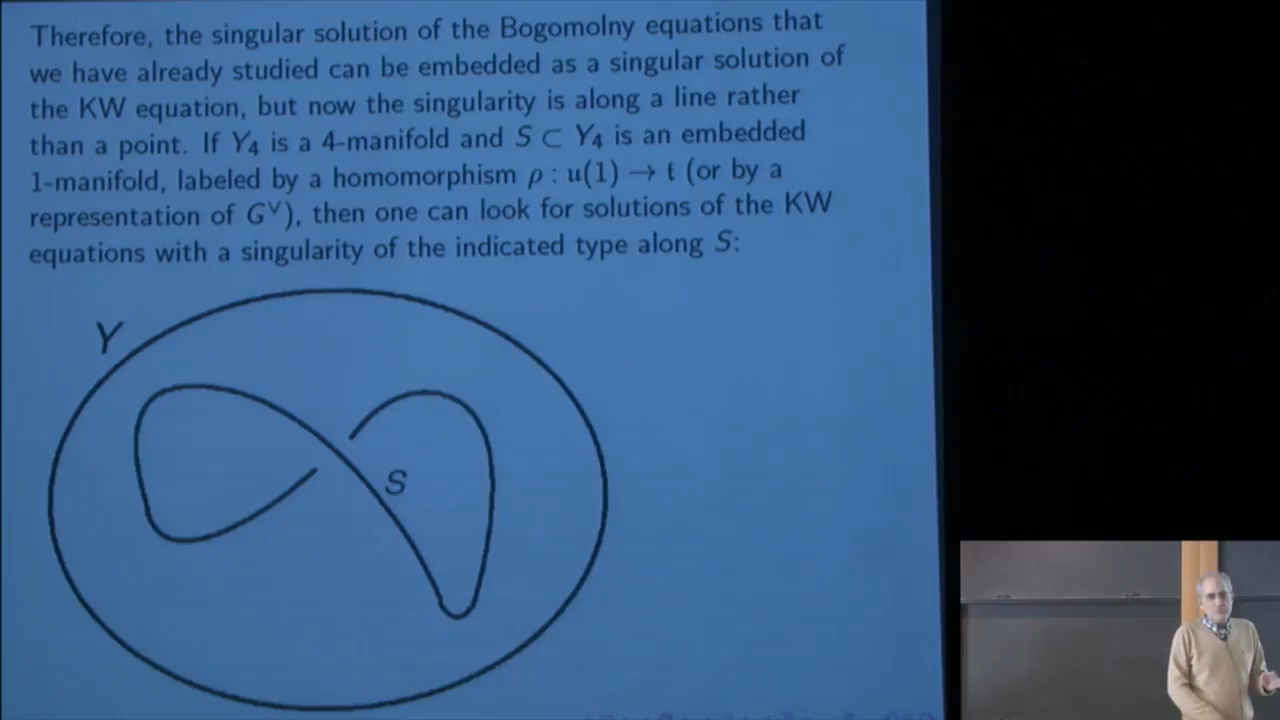 Therefore, the singular solution of the Bogomolny equations that
we have already studied can be embedded as a singular solution of
the KW equation, but now the singularity is along a line rather
than a point. If Y₄ is a 4-manifold and S ⊂ Y₄ is an embedded
1-manifold, labeled by a homomorphism ρ : u(1) → t (or by a
representation of G^∨), then one can look for solutions of the KW
equations with a singularity of the indicated type along S:
Y
S